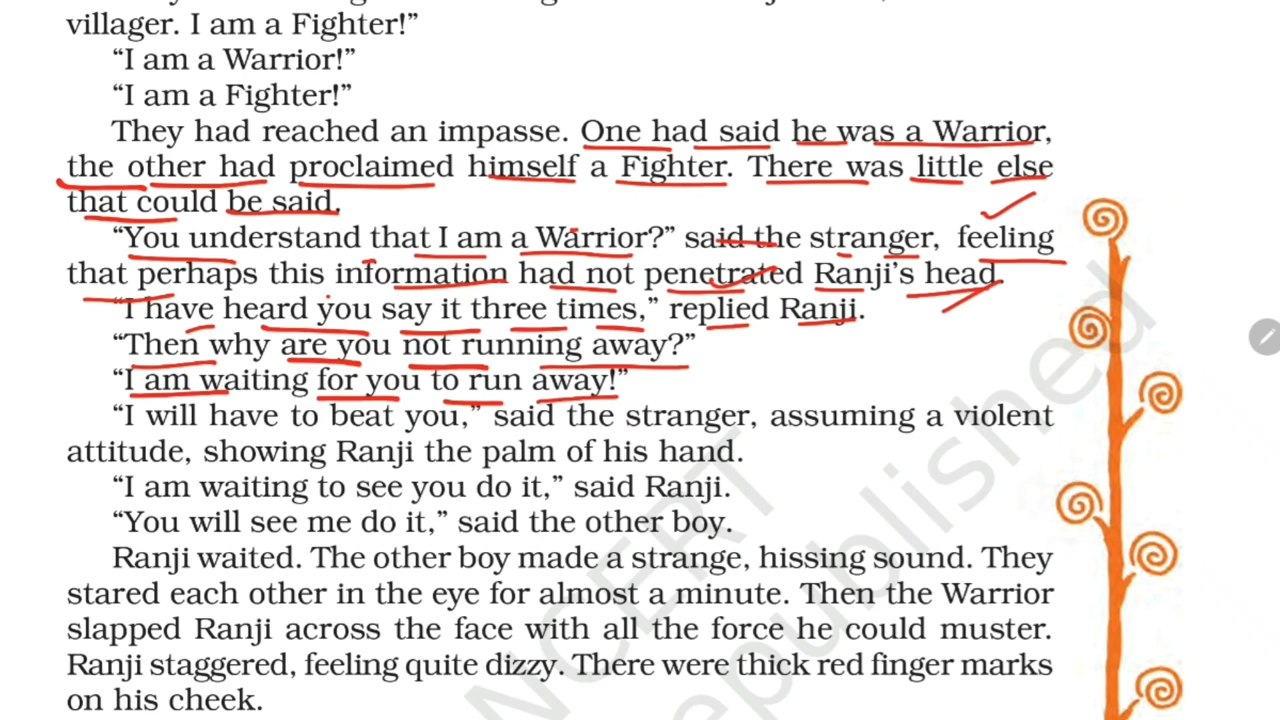 villager. I am a Fighter!”
“I am a Warrior!”
“I am a Fighter!”
They had reached an impasse. One had said he was a Warrior,
the other had proclaimed himself a Fighter. There was little else
that could be said.
“You understand that I am a Warrior?” said the stranger, feeling
that perhaps this information had not penetrated Ranji’s head.
“I have heard you say it three times,” replied Ranji.
“Then why are you not running away?”
“I am waiting for you to run away!”
“I will have to beat you,” said the stranger, assuming a violent
attitude, showing Ranji the palm of his hand.
“I am waiting to see you do it,” said Ranji.
“You will see me do it,” said the other boy.
Ranji waited. The other boy made a strange, hissing sound. They
stared each other in the eye for almost a minute. Then the Warrior
slapped Ranji across the face with all the force he could muster.
Ranji staggered, feeling quite dizzy. There were thick red finger marks
on his cheek.
NCERT
republished